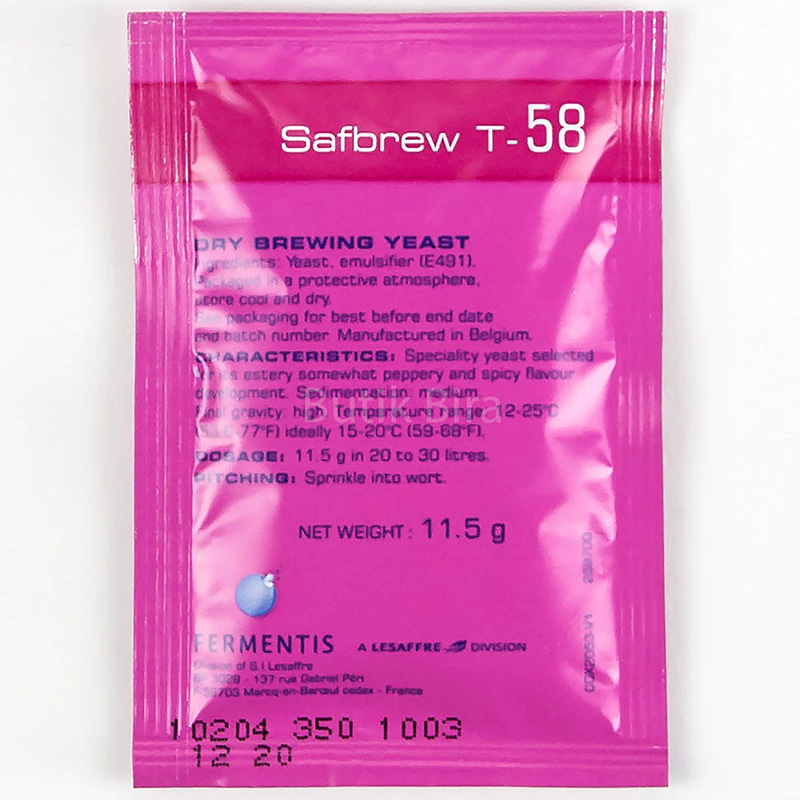 Safbrew T-58
DRY BREWING YEAST
Ingredients: Yeast, emulsifier (E491).
Packaged in a protective atmosphere,
store cool and dry.
See packaging for best before end date
and batch number. Manufactured in Belgium.
CHARACTERISTICS: Speciality yeast selected
for its estery somewhat peppery and spicy flavour
development. Sedimentation: medium.
Final gravity: high. Temperature range: 12-25°C
(53.6-77°F) ideally 15-20°C (59-68°F).
DOSAGE: 11.5 g in 20 to 30 litres.
PITCHING: Sprinkle into wort.
Butik Bira
NET WEIGHT: 11.5 g
FERMENTIS A LESAFFRE DIVISION
Division of S.I.Lesaffre
BP 3029 - 137 rue Gabriel Péri
F-59703 Marcq-en-Barœul cedex - France
10204 350 1003
12 20